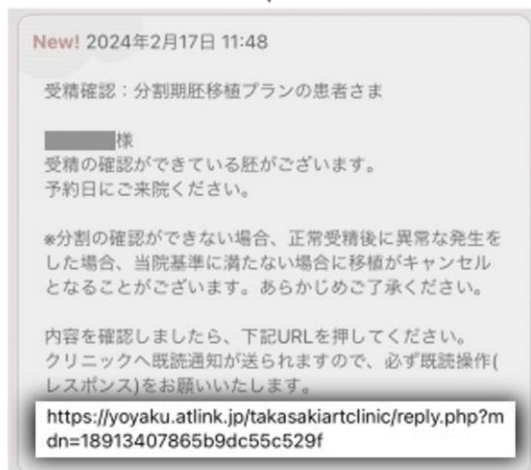 New! 2024年2月17日 11:48
受精確認：分割期胚移植プランの患者さま
様
受精の確認ができている胚がございます。
予約日にご来院ください。
※分割の確認ができない場合、正常受精後に異常な発生を
した場合、当院基準に満たない場合に移植がキャンセル
となることがございます。あらかじめご了承ください。
内容を確認しましたら、下記URLを押してください。
クリニックへ既読通知が送られますので、必ず既読操作(
レスポンス)をお願いいたします。
https://yoyaku.atlink.jp/takasakiartclinic/reply.php?m
dn=18913407865b9dc55c529f